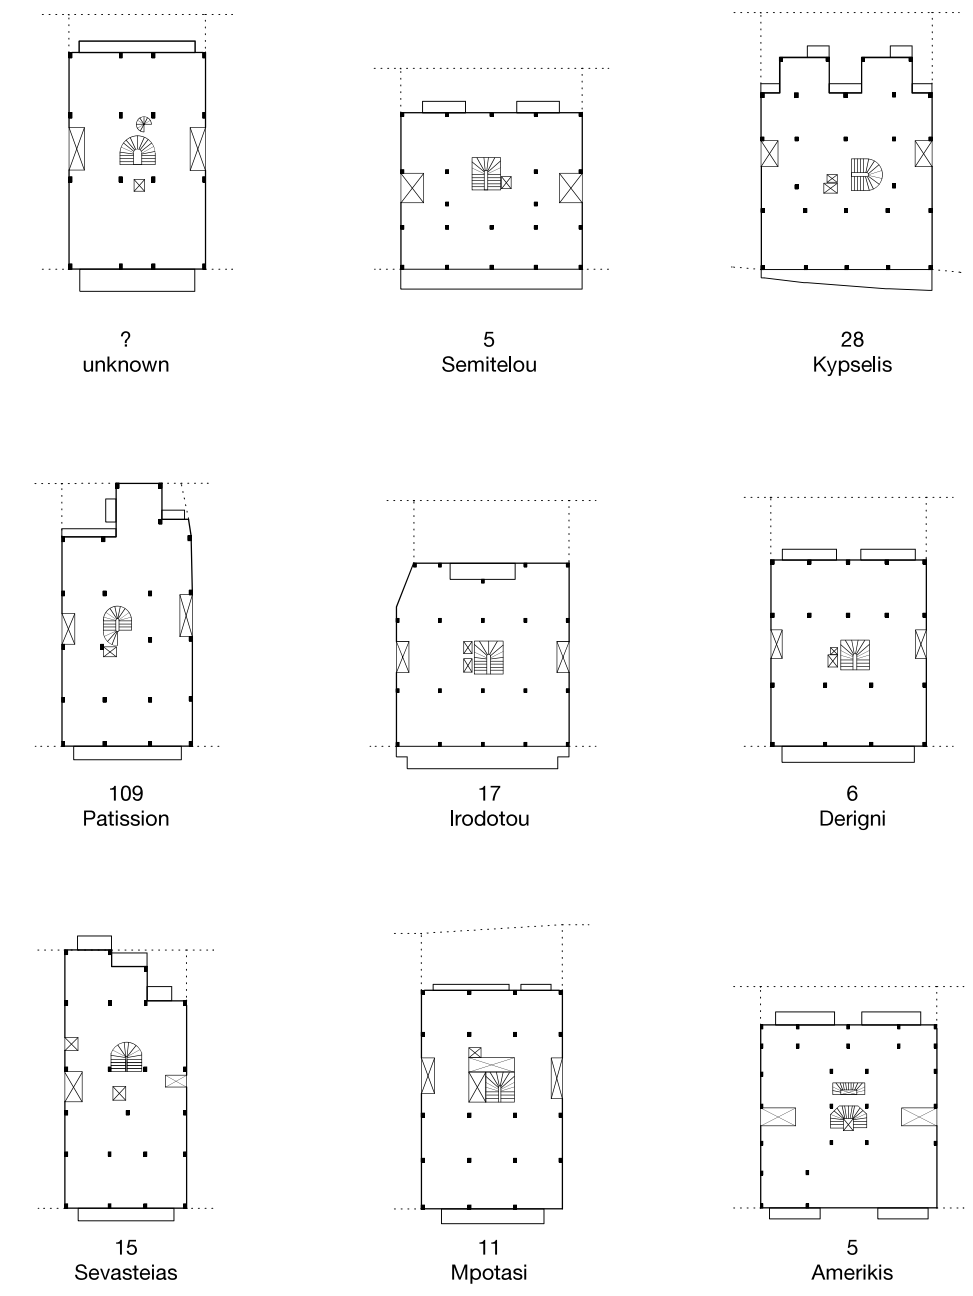 ?
unknown
5
Semitelou
28
Kypselis
109
Patission
17
Irodotou
6
Derigni
15
Sevasteias
11
Mpotasi
5
Amerikis